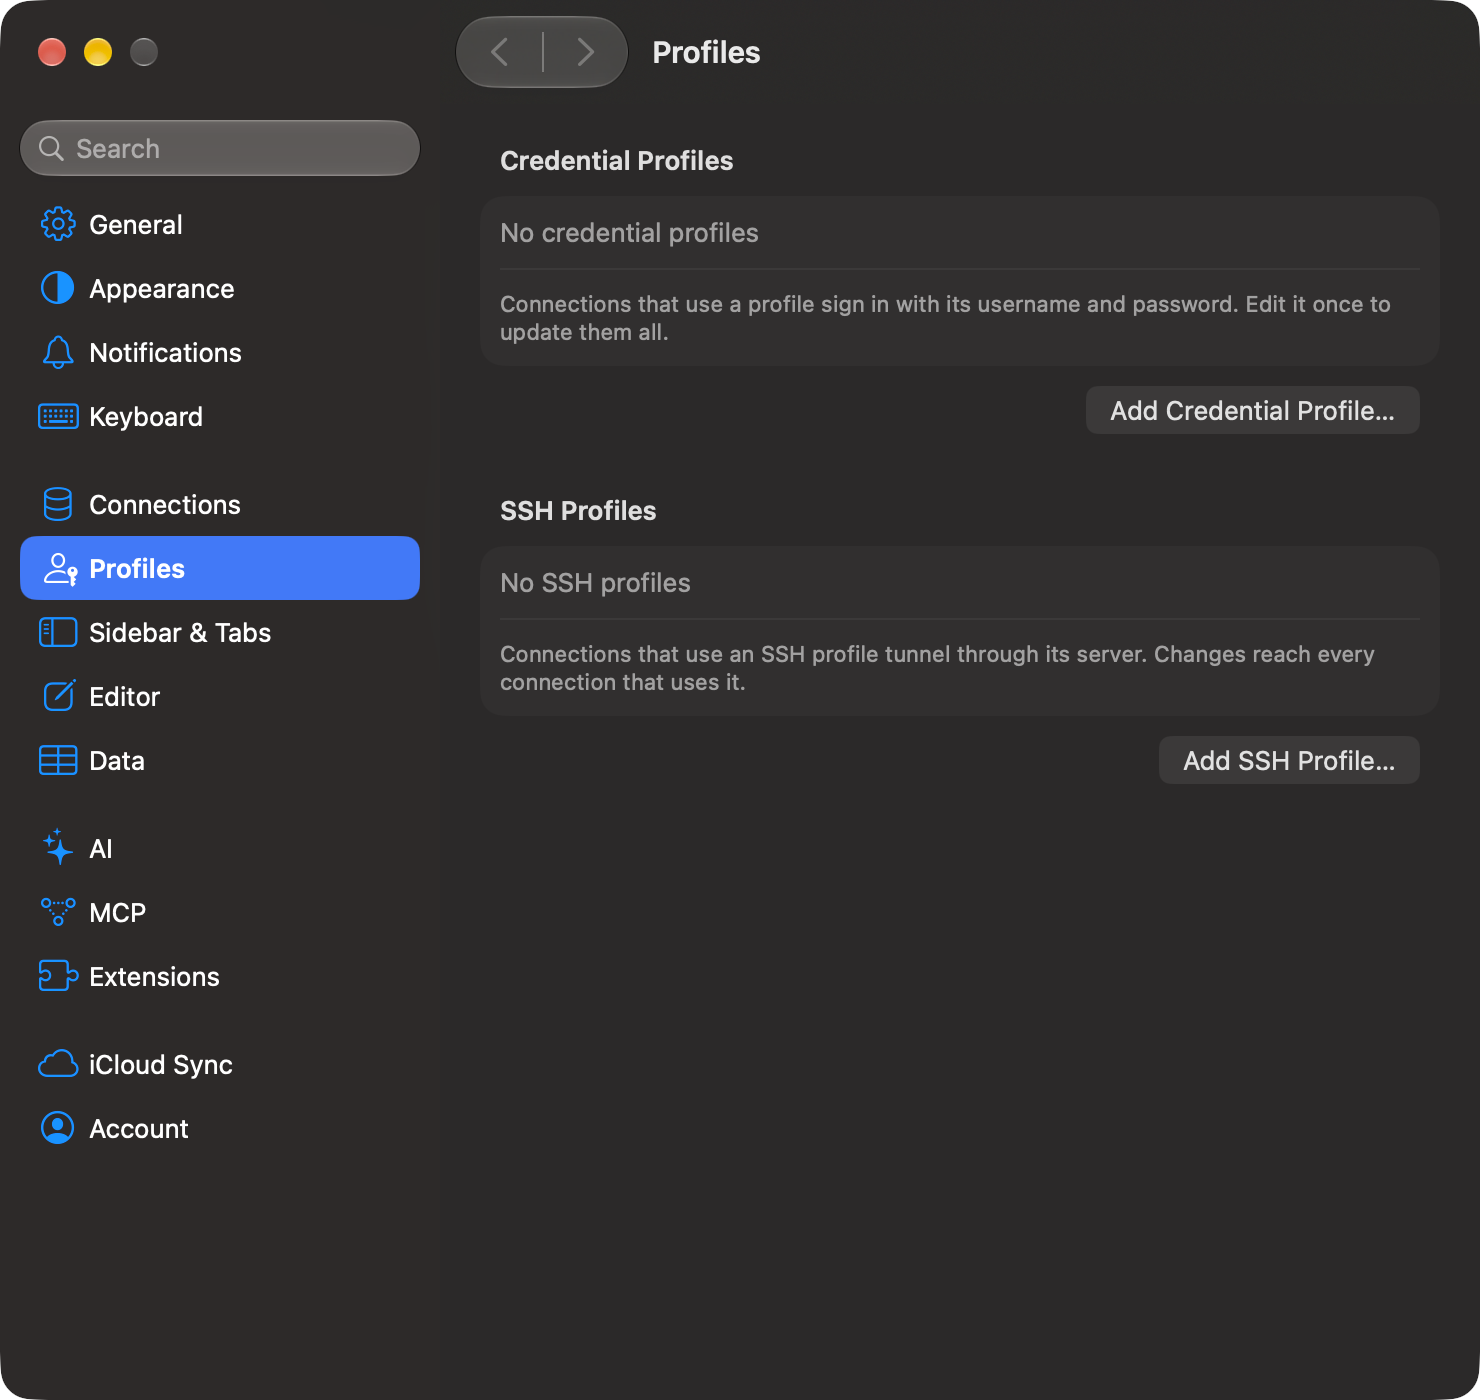 Profiles
Search
General
Appearance
Notifications
Keyboard
Connections
Profiles
Sidebar & Tabs
Editor
Data
AI
MCP
Extensions
iCloud Sync
Account
Credential Profiles
No credential profiles
Connections that use a profile sign in with its username and password. Edit it once to
update them all.
Add Credential Profile...
SSH Profiles
No SSH profiles
Connections that use an SSH profile tunnel through its server. Changes reach every
connection that uses it.
Add SSH Profile...